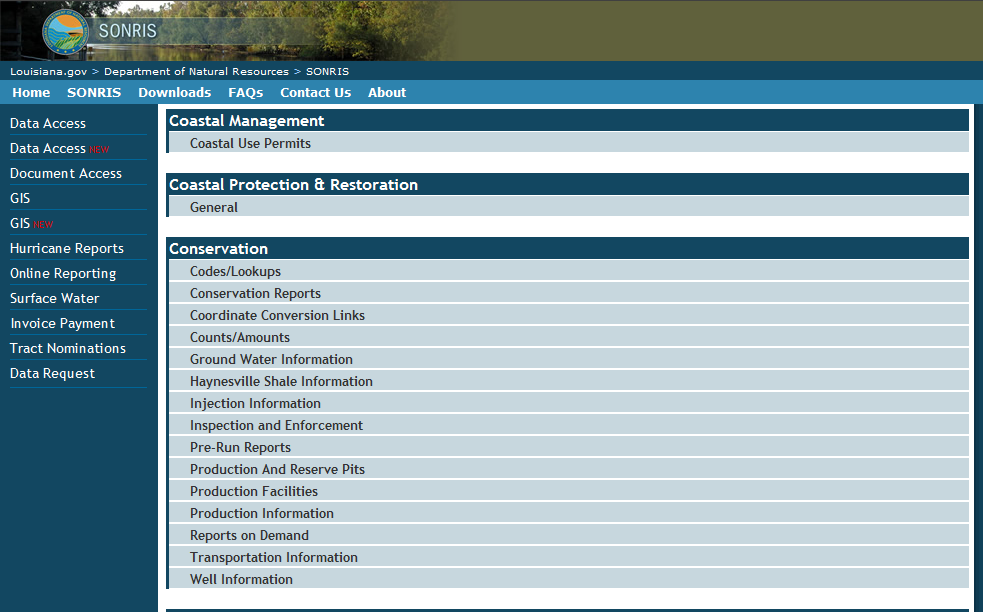 SONRIS
Louisiana.gov > Department of Natural Resources > SONRIS
Home SONRIS Downloads FAQs Contact Us About
Data Access
Data Access NEW
Document Access
GIS
GIS NEW
Hurricane Reports
Online Reporting
Surface Water
Invoice Payment
Tract Nominations
Data Request
Coastal Management
Coastal Use Permits
Coastal Protection & Restoration
General
Conservation
Codes/Lookups
Conservation Reports
Coordinate Conversion Links
Counts/Amounts
Ground Water Information
Haynesville Shale Information
Injection Information
Inspection and Enforcement
Pre-Run Reports
Production And Reserve Pits
Production Facilities
Production Information
Reports on Demand
Transportation Information
Well Information